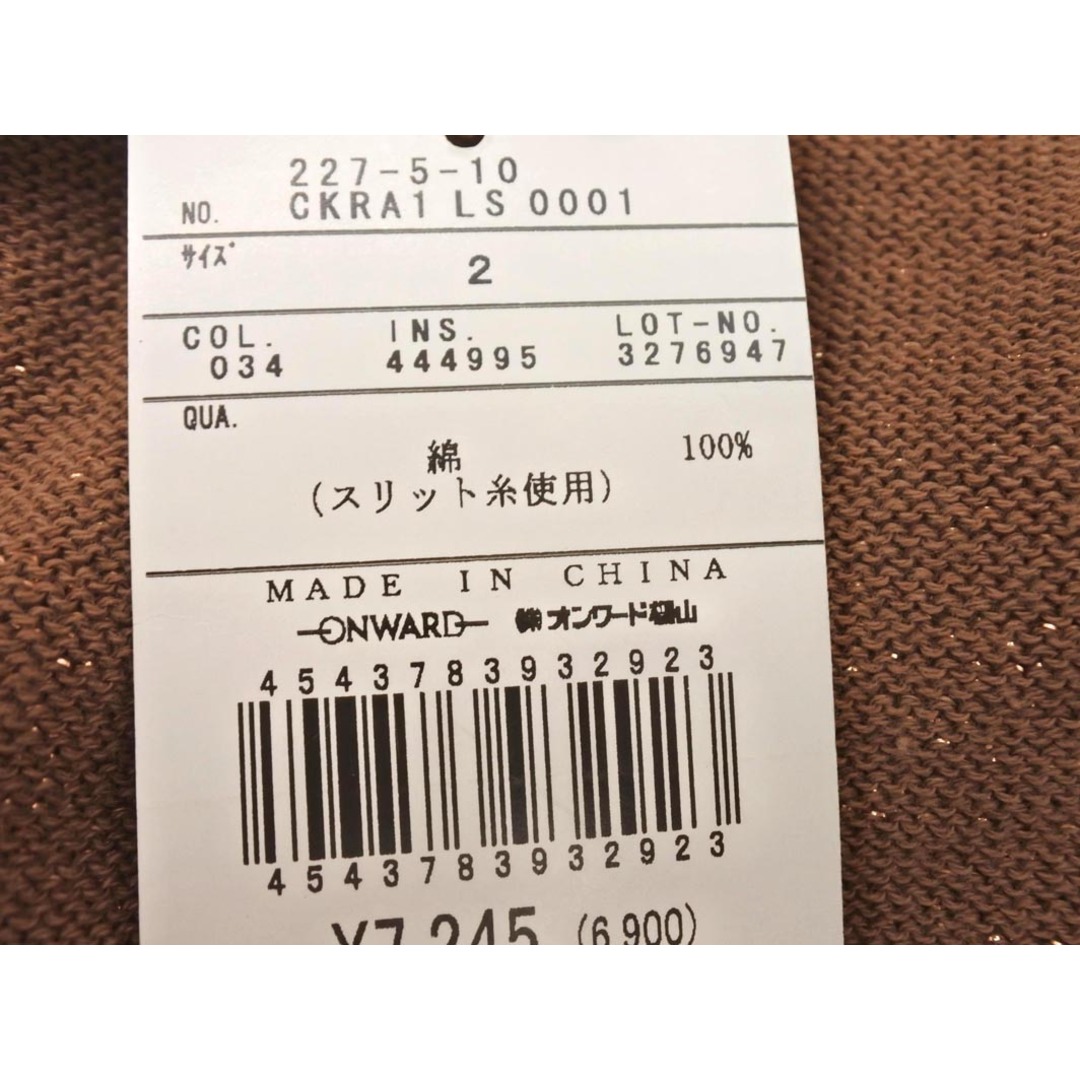 227-5-10
NO. CKRA1 LS 0001
サイズ 2
COL. INS. LOT-NO.
034 444995 3276947
QUA.
綿 100%
(スリット糸使用)
MADE IN CHINA
ONWARD ㈱オンワード樫山
4543783932923
4543783932923
¥7,245 (6,900)